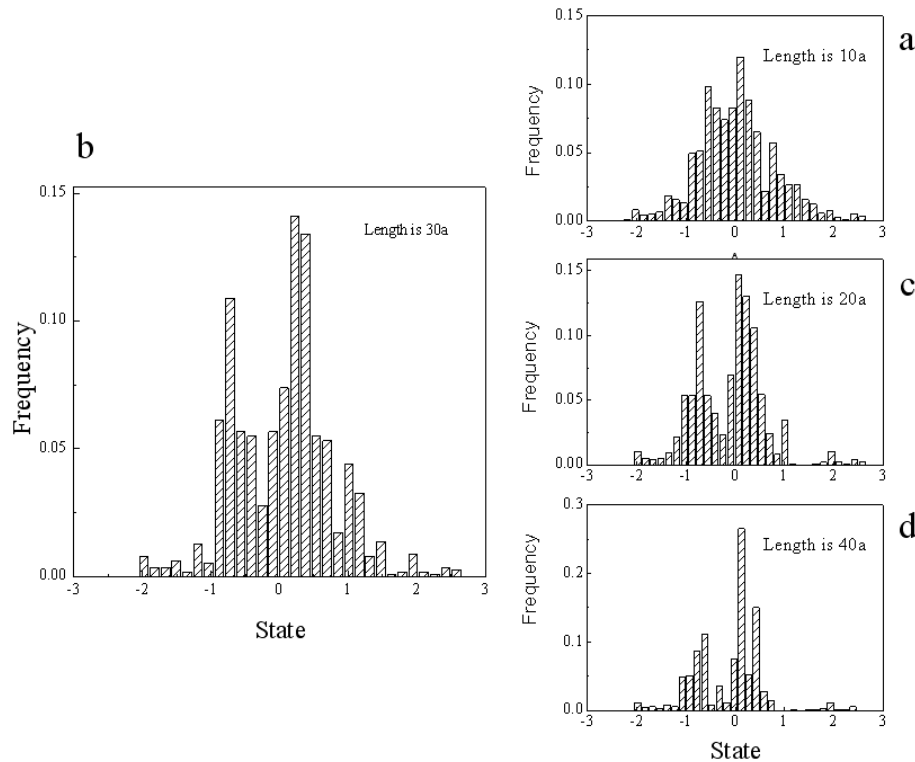 b
0.15
0.10
0.05
0.00
Frequency
Length is 30a
-3 -2 -1 0 1 2 3
State
a
0.15
0.10
0.05
0.00
Frequency
Length is 10a
-3 -2 -1 0 1 2 3
c
0.15
0.10
0.05
0.00
Frequency
Length is 20a
-3 -2 -1 0 1 2 3
d
0.3
0.2
0.1
0.0
Frequency
Length is 40a
-3 -2 -1 0 1 2 3
State